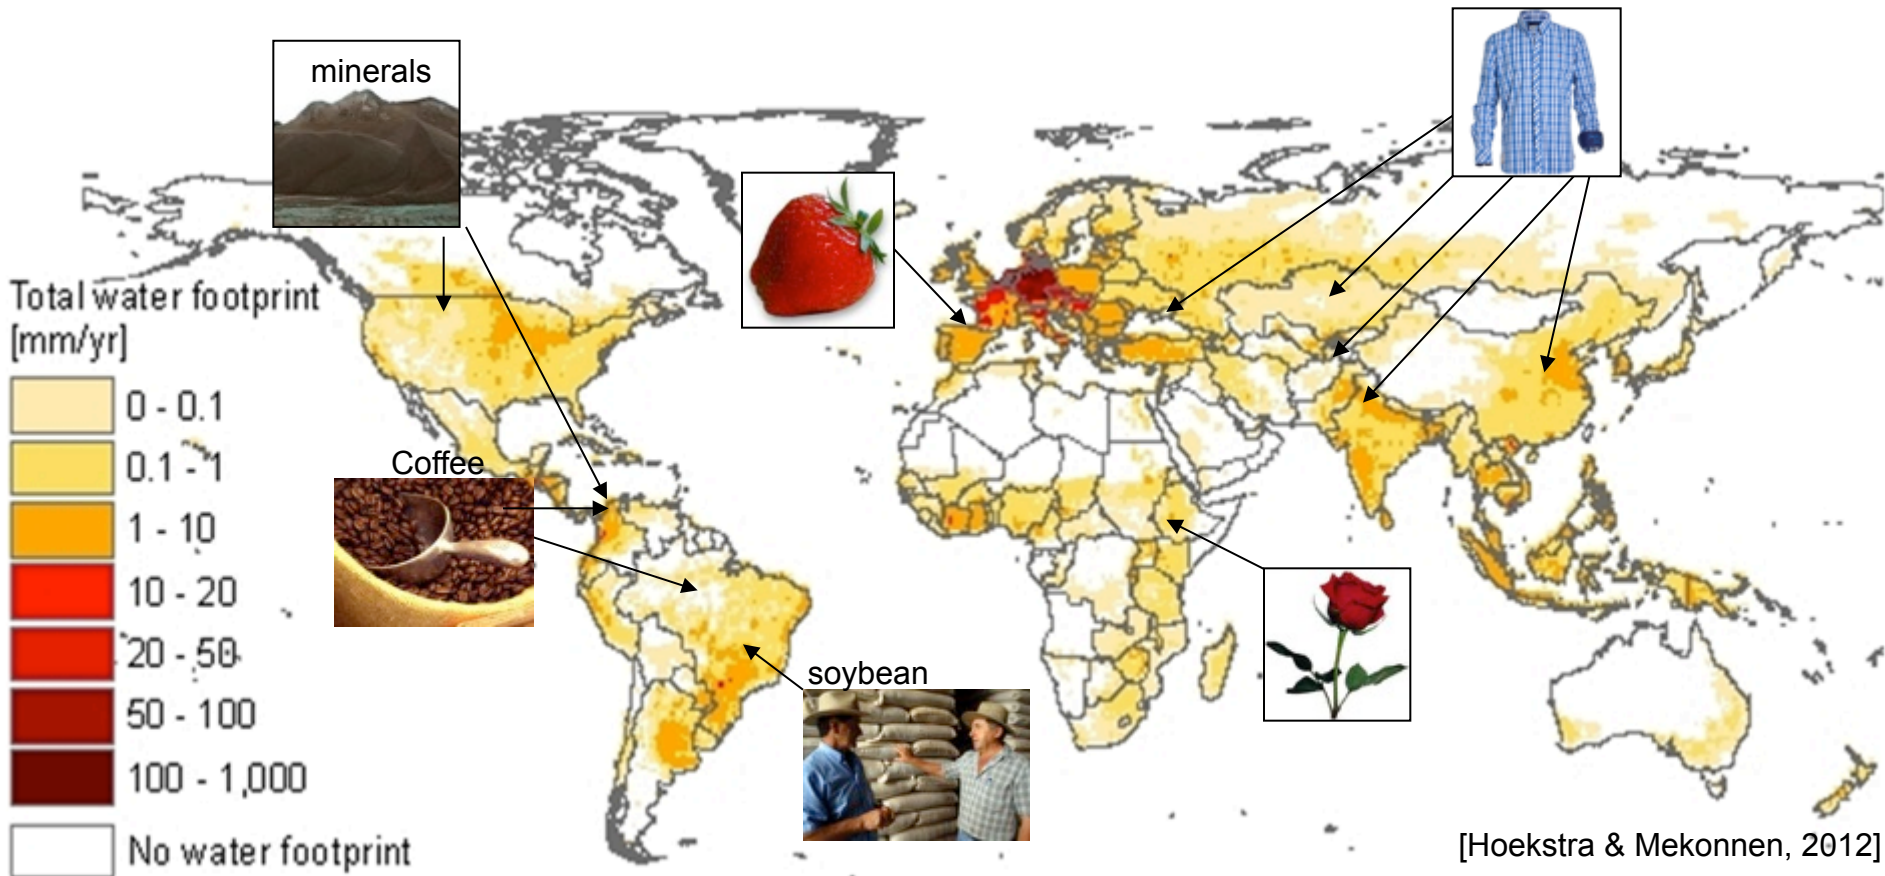 minerals
Total water footprint
[mm/yr]
0 - 0.1
0.1 - 1
1 - 10
10 - 20
20 - 50
50 - 100
100 - 1,000
No water footprint
Coffee
soybean
[Hoekstra & Mekonnen, 2012]